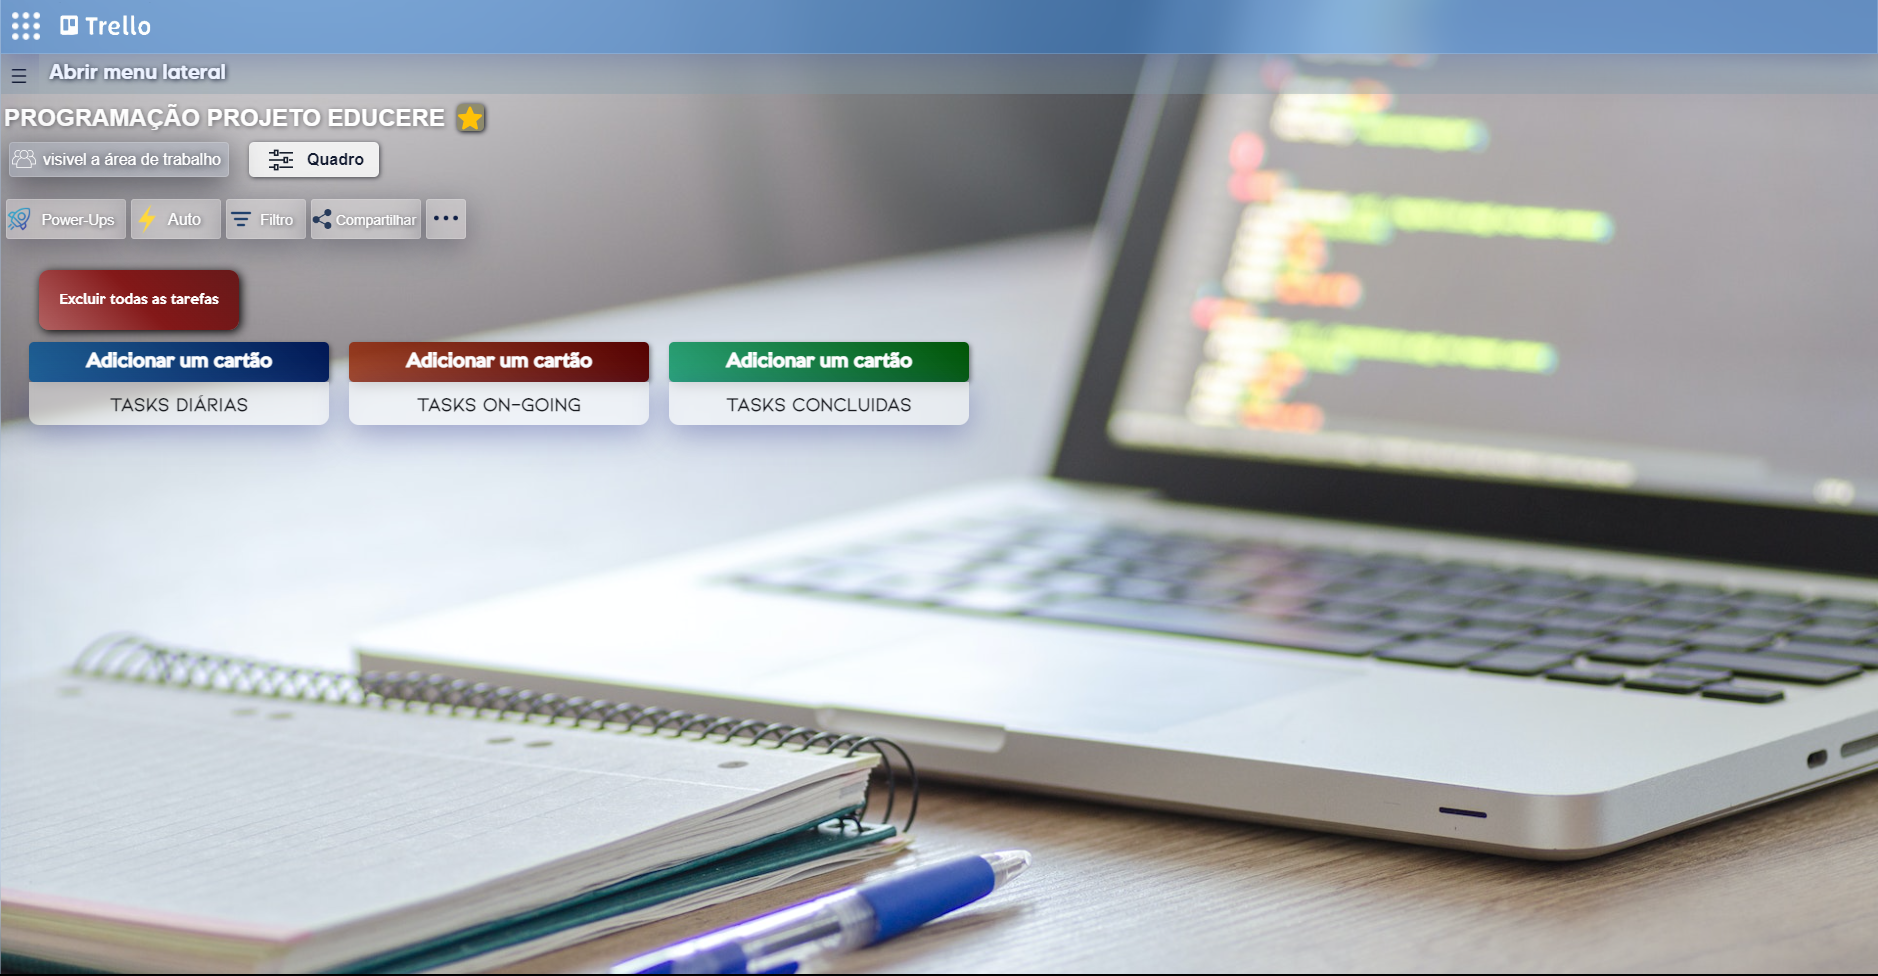 Trello
Abrir menu lateral
PROGRAMAÇÃO PROJETO EDUCERE
visivel a área de trabalho
Quadro
Power-Ups
Auto
Filtro
Compartilhar
Excluir todas as tarefas
Adicionar um cartão
TASKS DIÁRIAS
Adicionar um cartão
TASKS ON-GOING
Adicionar um cartão
TASKS CONCLUIDAS